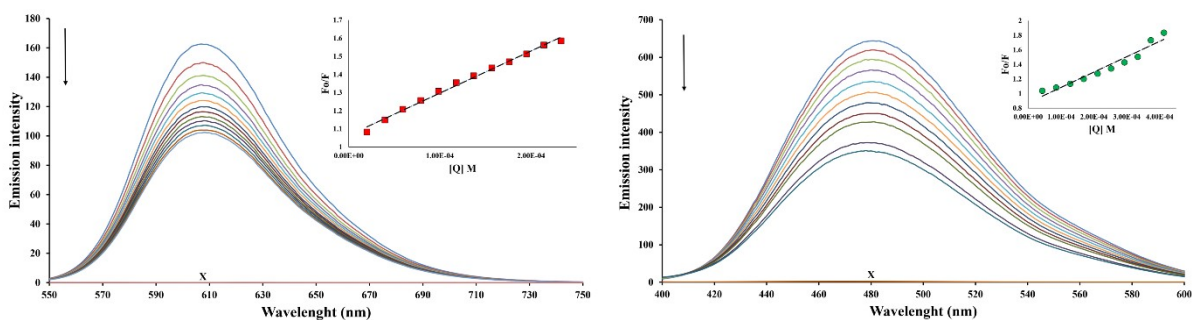 Emission intensity
180
160
140
120
100
80
60
40
20
0
550 590 610 630 650 670 690 710 730 750
X
Wavelenght (nm)
Fo/F
1.7
1.6
1.5
1.4
1.3
1.2
1.1
1
0.00E+00 1.00E-04 2.00E-04
[Q] M
Emission intensity
700
600
500
400
300
200
100
0
400 420 440 460 480 500 520 540 560 580 600
X
Wavelenght (nm)
Fo/F
2
1.8
1.6
1.4
1.2
1
0.8
0.00E+00 1.00E-04 2.00E-04 3.00E-04 4.00E-04
[Q] M